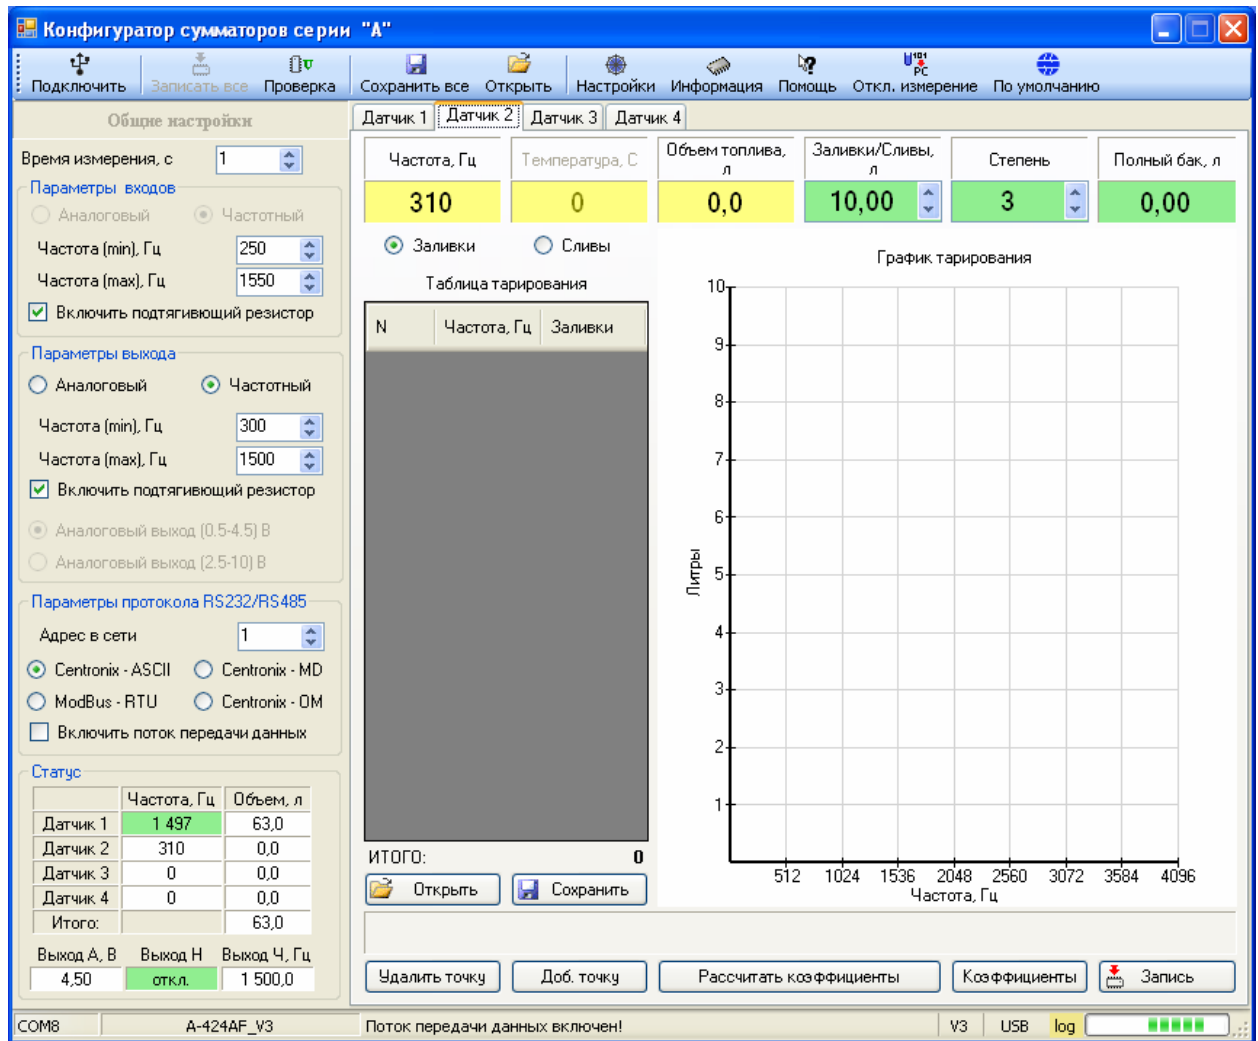 Конфигуратор сумматоров серии "А"
Подключить Записать все Проверка Сохранить все Открыть Настройки Информация Помощь Откл. измерение По умолчанию
Общие настройки
Датчик 1 Датчик 2 Датчик 3 Датчик 4
Время измерения, с 1
Параметры входов
Аналоговый Частотный
Частота (min), Гц 250
Частота (max), Гц 1550
Включить подтягивющий резистор
Параметры выхода
Аналоговый Частотный
Частота (min), Гц 300
Частота (max), Гц 1500
Включить подтягивющий резистор
Аналоговый выход (0.5-4.5) В
Аналоговый выход (2.5-10) В
Параметры протокола RS232/RS485
Адрес в сети 1
Centronix - ASCII Centronix - MD
ModBus - RTU Centronix - OM
Включить поток передачи данных
Статус
Частота, Гц Объем, л
Датчик 1 1 497 63,0
Датчик 2 310 0,0
Датчик 3 0 0,0
Датчик 4 0 0,0
Итого: 63,0
Выход А, В Выход Н Выход Ч, Гц
4,50 откл. 1 500,0
Частота, Гц Температура, С Объем топлива, л Заливки/Сливы, л Степень Полный бак, л
310 0 0,0 10,00 3 0,00
Заливки Сливы
Таблица тарирования
N Частота, Гц Заливки
ИТОГО: 0
Открыть Сохранить
График тарирования
10
9
8
7
6
5
4
3
2
1
Литры
512 1024 1536 2048 2560 3072 3584 4096
Частота, Гц
Удалить точку Доб. точку Рассчитать коэффициенты Коэффициенты Запись
COM8 A-424AF_V3 Поток передачи данных включен! V3 USB log